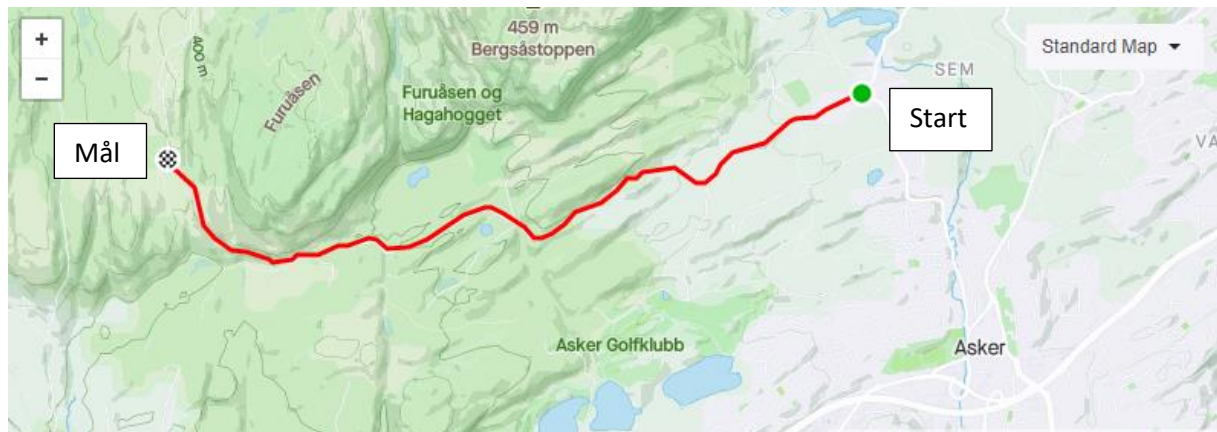 +
−
459 m
Bergsåstoppen
Standard Map
400 m
Furuåsen
SEM
Furuåsen og
Hagahogget
Start
Mål
VA
Asker Golfklubb
Asker